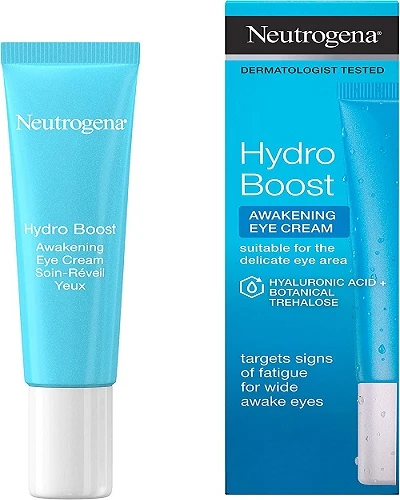 Neutrogena®
Hydro Boost
Awakening
Eye Cream
Soin-Réveil
Yeux
Neutrogena®
DERMATOLOGIST TESTED
Hydro
Boost
AWAKENING
EYE CREAM
suitable for the
delicate eye area
HYALURONIC ACID +
BOTANICAL
TREHALOSE
targets signs
of fatigue
for wide
awake eyes